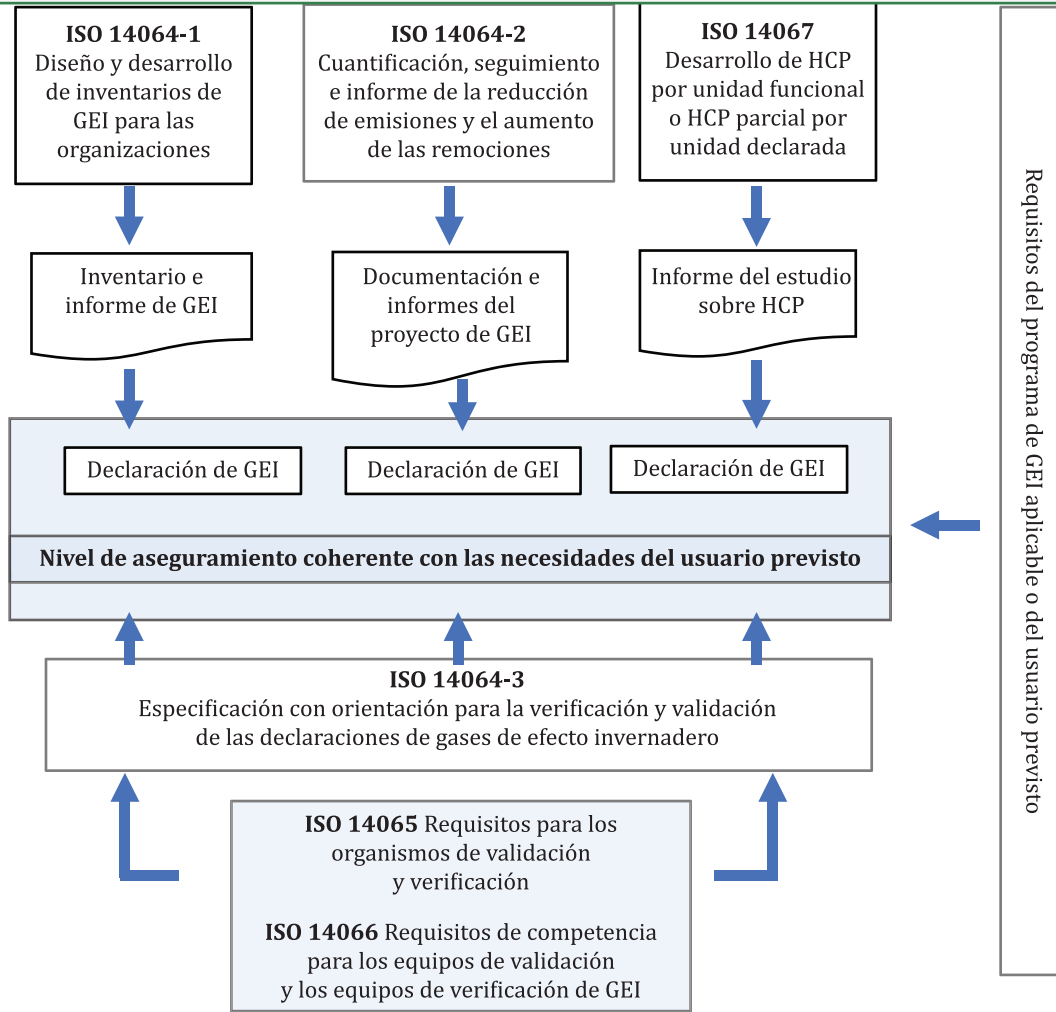 ISO 14064-1
Diseño y desarrollo
de inventarios de
GEI para las
organizaciones
ISO 14064-2
Cuantificación, seguimiento
e informe de la reducción
de emisiones y el aumento
de las remociones
ISO 14067
Desarrollo de HCP
por unidad funcional
o HCP parcial por
unidad declarada
Inventario e
informe de GEI
Documentación e
informes del
proyecto de GEI
Informe del estudio
sobre HCP
Declaración de GEI
Declaración de GEI
Declaración de GEI
Nivel de aseguramiento coherente con las necesidades del usuario previsto
ISO 14064-3
Especificación con orientación para la verificación y validación
de las declaraciones de gases de efecto invernadero
ISO 14065 Requisitos para los
organismos de validación
y verificación
ISO 14066 Requisitos de competencia
para los equipos de validación
y los equipos de verificación de GEI
Requisitos del programa de GEI aplicable o del usuario previsto